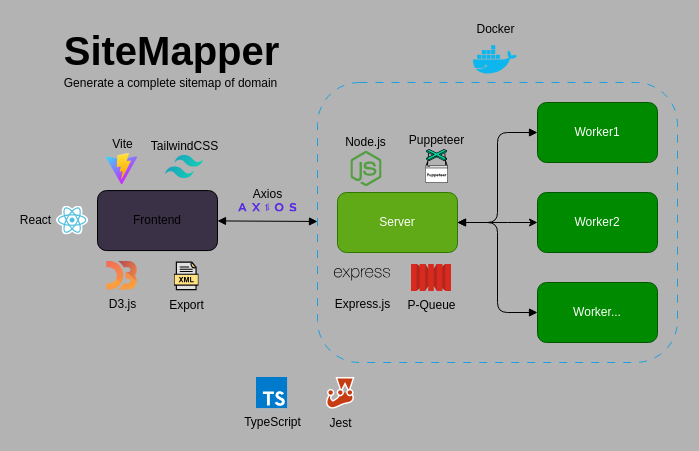 Docker
SiteMapper
Generate a complete sitemap of domain
Worker1
Node.js
Puppeteer
Vite
TailwindCSS
Puppeteer
Axios
AXIOS
React
Frontend
Server
Worker2
express
XML
D3.js
Export
Express.js
P-Queue
Worker...
TS
TypeScript
Jest